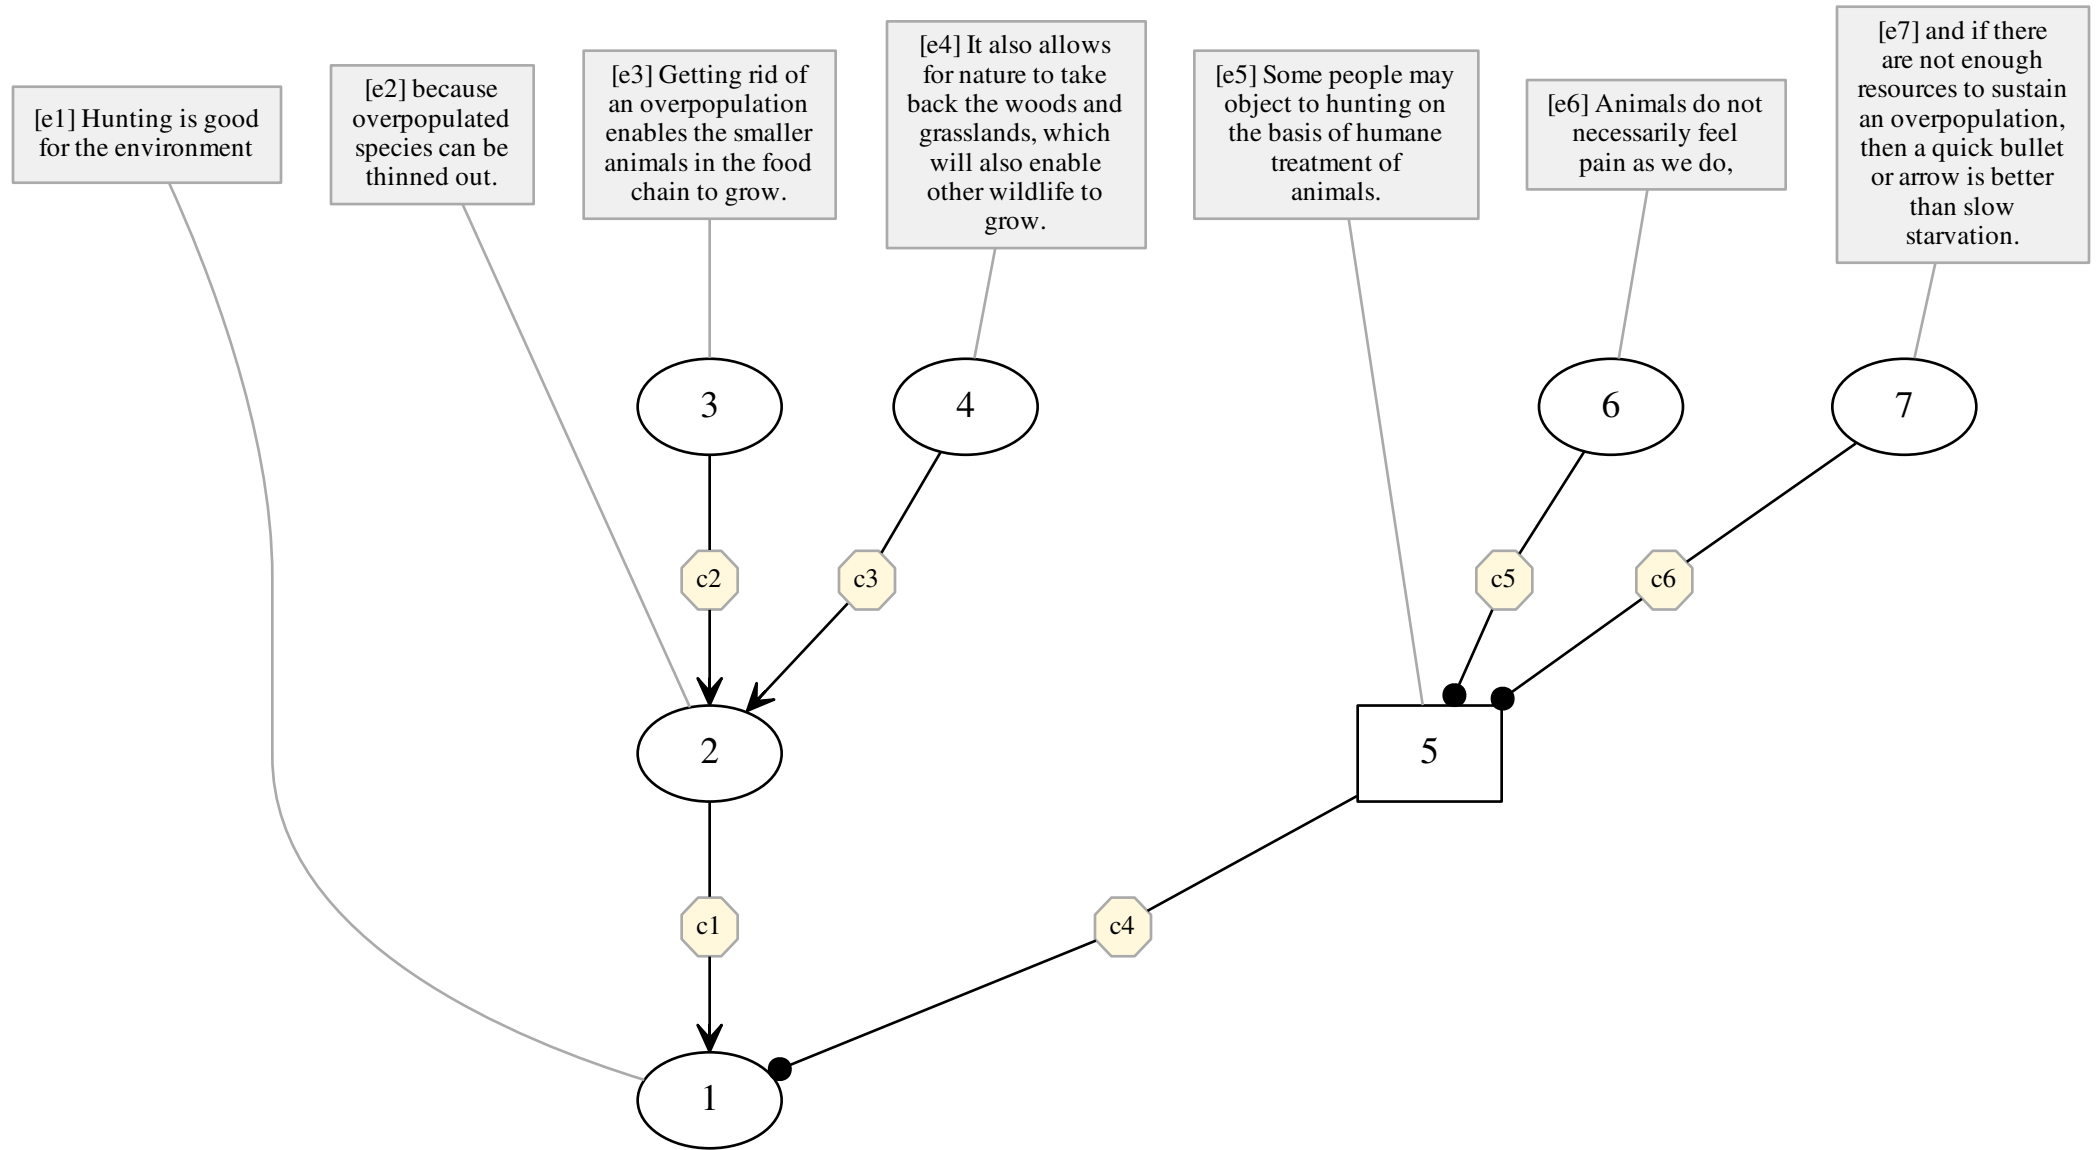 [e1] Hunting is good
for the environment
[e2] because
overpopulated
species can be
thinned out.
[e3] Getting rid of
an overpopulation
enables the smaller
animals in the food
chain to grow.
[e4] It also allows
for nature to take
back the woods and
grasslands, which
will also enable
other wildlife to
grow.
[e5] Some people may
object to hunting on
the basis of humane
treatment of
animals.
[e6] Animals do not
necessarily feel
pain as we do,
[e7] and if there
are not enough
resources to sustain
an overpopulation,
then a quick bullet
or arrow is better
than slow
starvation.
3
4
6
7
c2
c3
c5
c6
2
5
c1
c4
1